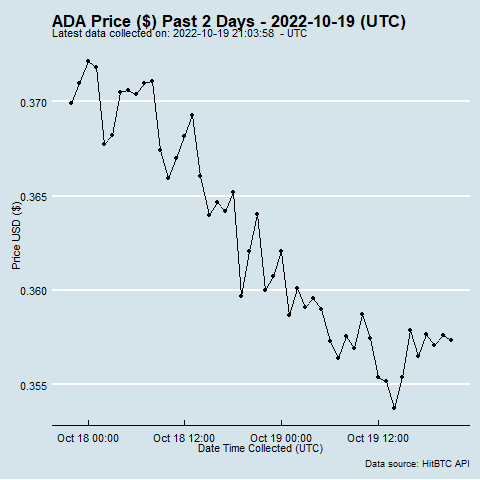 ADA Price ($) Past 2 Days - 2022-10-19 (UTC)
Latest data collected on: 2022-10-19 21:03:58 - UTC
0.370
0.365
0.360
0.355
Price USD ($)
Oct 18 00:00 Oct 18 12:00 Oct 19 00:00 Oct 19 12:00
Date Time Collected (UTC)
Data source: HitBTC API